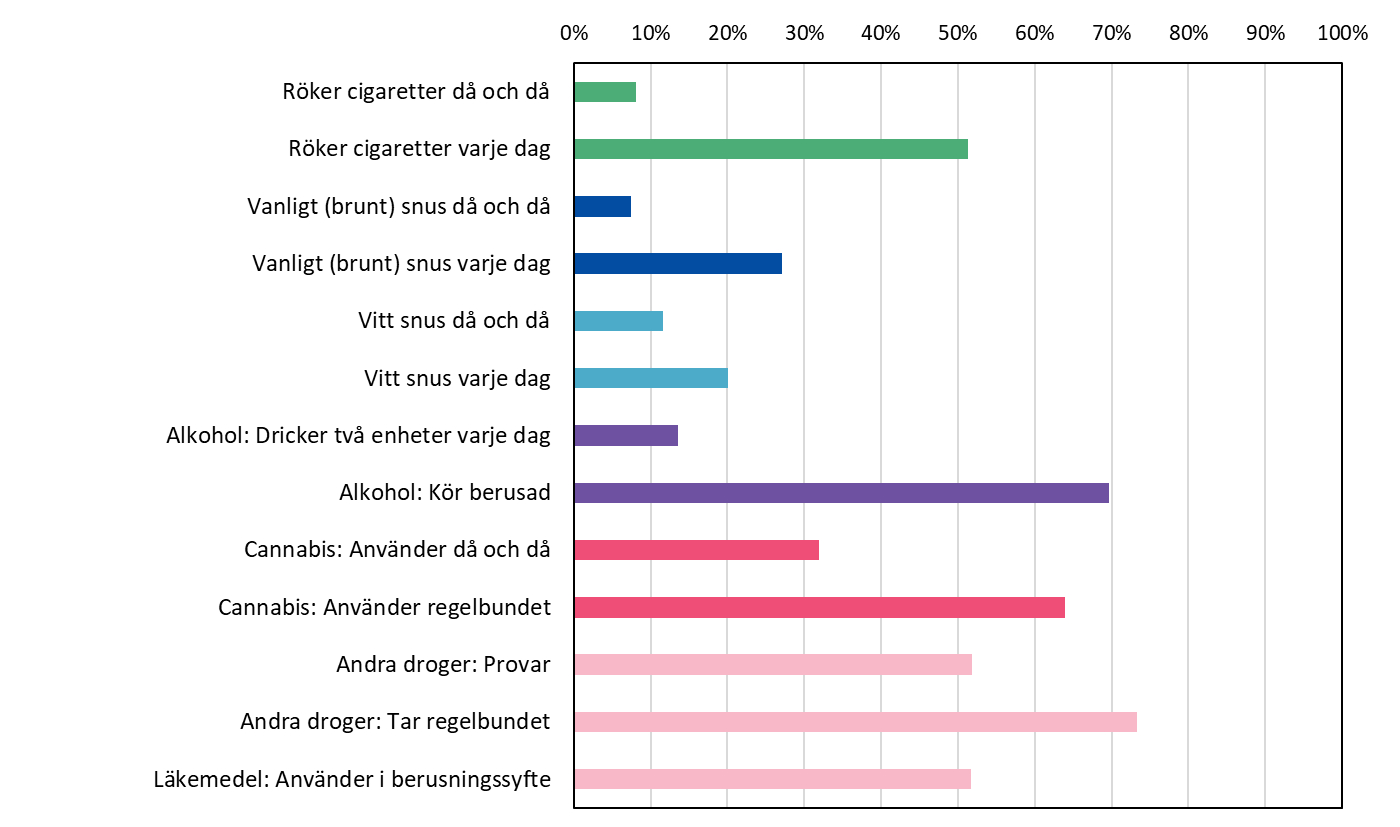 0% 10% 20% 30% 40% 50% 60% 70% 80% 90% 100%
Röker cigaretter då och då
Röker cigaretter varje dag
Vanligt (brunt) snus då och då
Vanligt (brunt) snus varje dag
Vitt snus då och då
Vitt snus varje dag
Alkohol: Dricker två enheter varje dag
Alkohol: Kör berusad
Cannabis: Använder då och då
Cannabis: Använder regelbundet
Andra droger: Provar
Andra droger: Tar regelbundet
Läkemedel: Använder i berusningssyfte